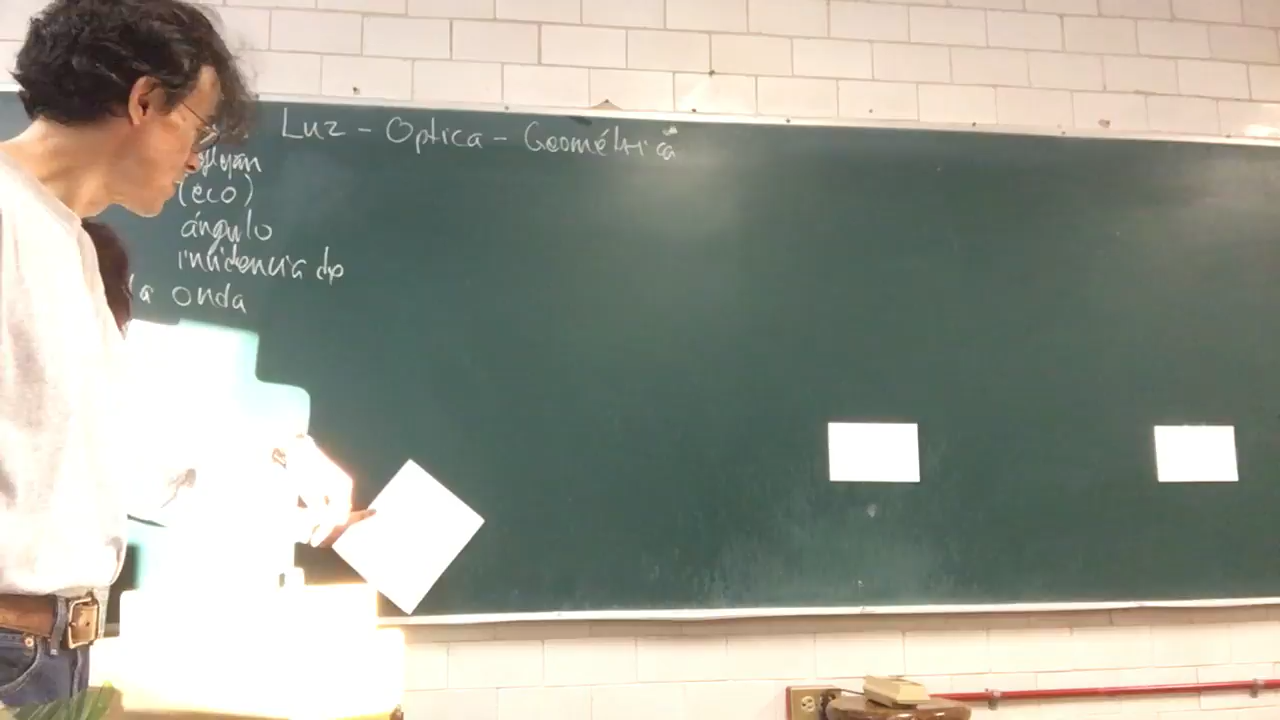 Luz - Optica - Geométrica
(eco)
ángulo
incidencia de
la onda